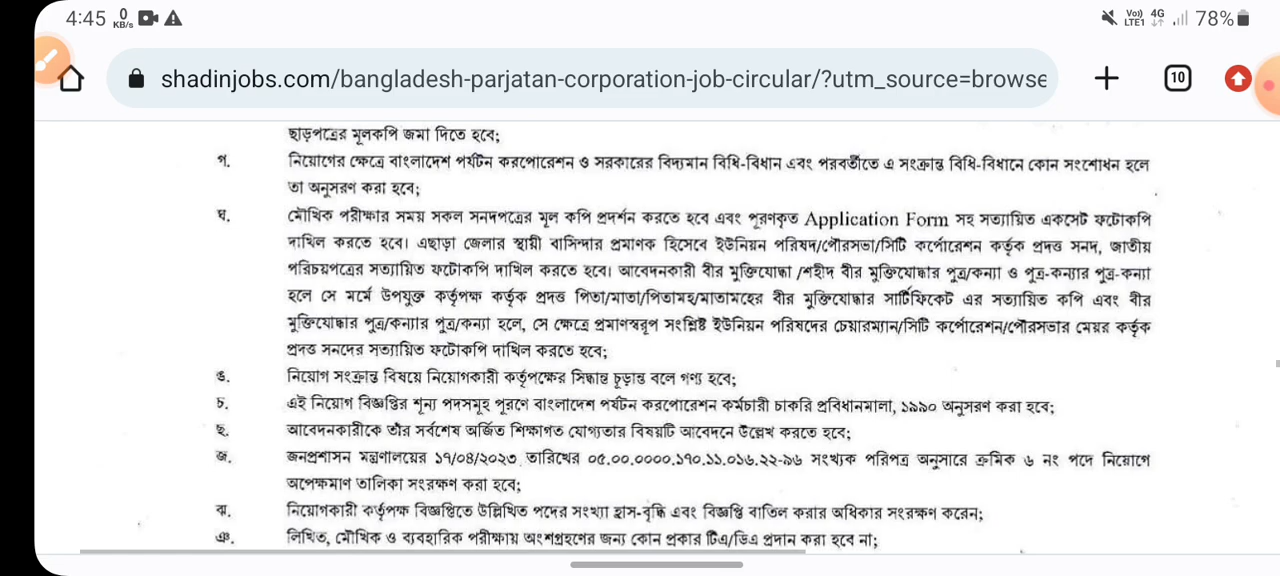 4:45 0 KB/s Vo)) LTE1 4G 78%
shadinjobs.com/bangladesh-parjatan-corporation-job-circular/?utm_source=browse 10
ছাড়পত্রের মূলকপি জমা দিতে হবে;
গ. নিয়োগের ক্ষেত্রে বাংলাদেশ পর্যটন করপোরেশন ও সরকারের বিদ্যমান বিধি-বিধান এবং পরবর্তীতে এ সংক্রান্ত বিধি-বিধানে কোন সংশোধন হলে
তা অনুসরণ করা হবে;
ঘ. মৌখিক পরীক্ষার সময় সকল সনদপত্রের মূল কপি প্রদর্শন করতে হবে এবং পূরণকৃত Application Form সহ সত্যায়িত একসেট ফটোকপি
দাখিল করতে হবে। এছাড়া জেলার স্থায়ী বাসিন্দার প্রমাণক হিসেবে ইউনিয়ন পরিষদ/পৌরসভা/সিটি কর্পোরেশন কর্তৃক প্রদত্ত সনদ, জাতীয়
পরিচয়পত্রের সত্যায়িত ফটোকপি দাখিল করতে হবে। আবেদনকারী বীর মুক্তিযোদ্ধা /শহীদ বীর মুক্তিযোদ্ধার পুত্র/কন্যা ও পুত্র-কন্যার পুত্র-কন্যা
হলে সে মর্মে উপযুক্ত কর্তৃপক্ষ কর্তৃক প্রদত্ত পিতা/মাতা/পিতামহ/মাতামহের বীর মুক্তিযোদ্ধার সার্টিফিকেট এর সত্যায়িত কপি এবং বীর
মুক্তিযোদ্ধার পুত্র/কন্যার পুত্র/কন্যা হলে, সে ক্ষেত্রে প্রমাণস্বরূপ সংশ্লিষ্ট ইউনিয়ন পরিষদের চেয়ারম্যান/সিটি কর্পোরেশন/পৌরসভার মেয়র কর্তৃক
প্রদত্ত সনদের সত্যায়িত ফটোকপি দাখিল করতে হবে;
ঙ. নিয়োগ সংক্রান্ত বিষয়ে নিয়োগকারী কর্তৃপক্ষের সিদ্ধান্ত চূড়ান্ত বলে গণ্য হবে;
চ. এই নিয়োগ বিজ্ঞপ্তির শূন্য পদসমূহ পূরণে বাংলাদেশ পর্যটন করপোরেশন কর্মচারী চাকরি প্রবিধানমালা, ১৯৯০ অনুসরণ করা হবে;
ছ. আবেদনকারীকে তাঁর সর্বশেষ অর্জিত শিক্ষাগত যোগ্যতার বিষয়টি আবেদনে উল্লেখ করতে হবে;
জ. জনপ্রশাসন মন্ত্রণালয়ের ১৭/০৪/২০২৩ তারিখের ০৫.০০.০০০০.১৭০.১১.০১৬.২২-৯৬ সংখ্যক পরিপত্র অনুসারে ক্রমিক ৬ নং পদে নিয়োগে
অপেক্ষমাণ তালিকা সংরক্ষণ করা হবে;
ঝ. নিয়োগকারী কর্তৃপক্ষ বিজ্ঞপ্তিতে উল্লিখিত পদের সংখ্যা হ্রাস-বৃদ্ধি এবং বিজ্ঞপ্তি বাতিল করার অধিকার সংরক্ষণ করেন;
ঞ. লিখিত, মৌখিক ও ব্যবহারিক পরীক্ষায় অংশগ্রহণের জন্য কোন প্রকার টিএ/ডিএ প্রদান করা হবে না;